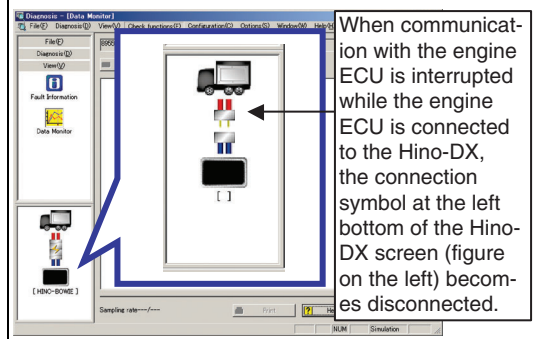 Diagnosis - [Data Monitor]
File(F) Diagnosis(D) View(V) Check functions(F) Configuration(C) Options(S) Window(W) Help(H)
File(F)
Diagnosis(D)
View(V)
Fault Information
Data Monitor
[ HINO-BOWIE ]
[ ]
Sampling rate---/---
Print
NUM
Simulation
When communicat-
ion with the engine
ECU is interrupted
while the engine
ECU is connected
to the Hino-DX,
the connection
symbol at the left
bottom of the Hino-
DX screen (figure
on the left) becom-
es disconnected.